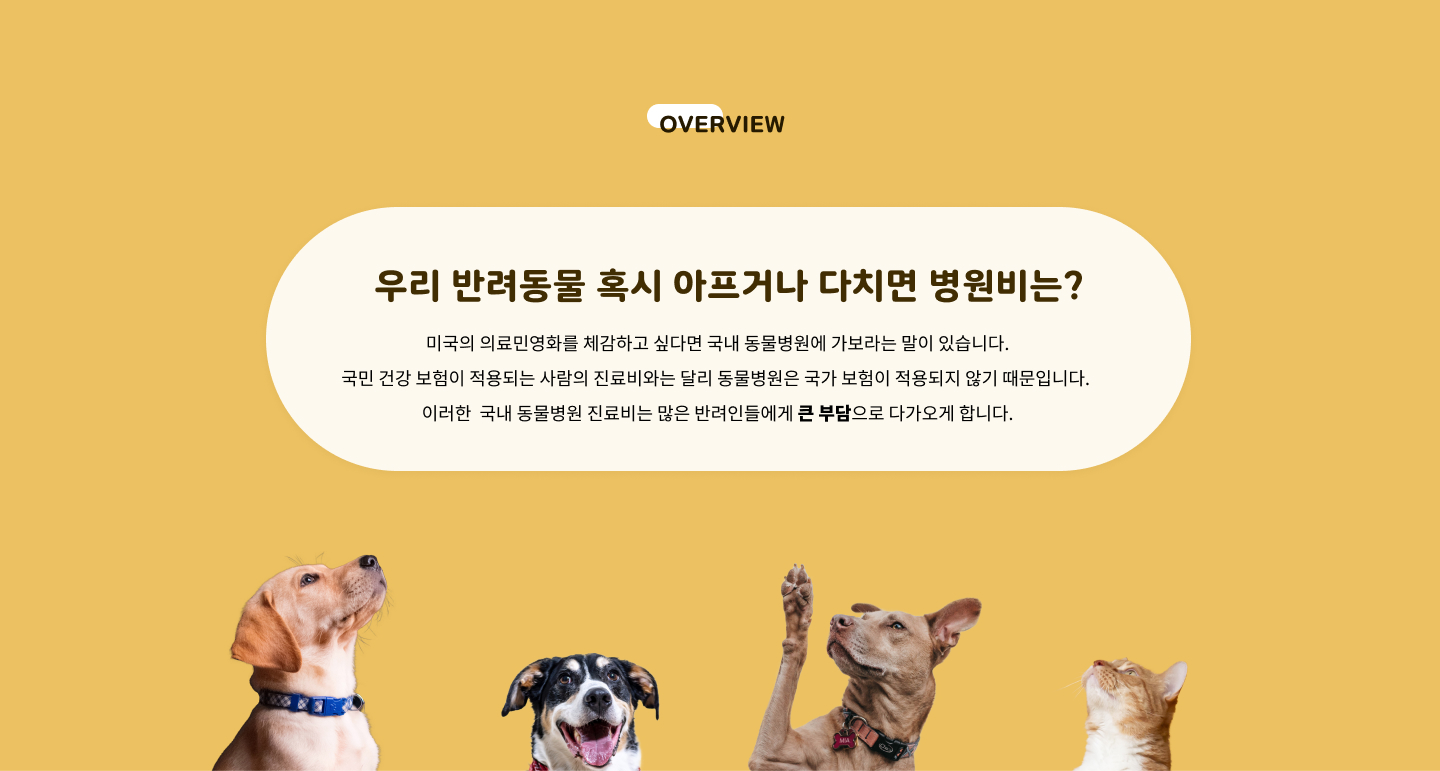 OVERVIEW
우리 반려동물 혹시 아프거나 다치면 병원비는?
미국의 의료민영화를 체감하고 싶다면 국내 동물병원에 가보라는 말이 있습니다.
국민 건강 보험이 적용되는 사람의 진료비와는 달리 동물병원은 국가 보험이 적용되지 않기 때문입니다.
이러한 국내 동물병원 진료비는 많은 반려인들에게 큰 부담으로 다가오게 합니다.
MIA